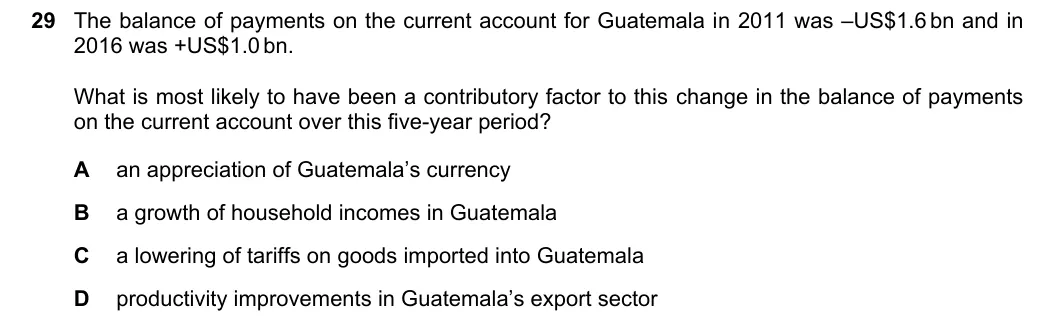 29 The balance of payments on the current account for Guatemala in 2011 was –US$1.6 bn and in
2016 was +US$1.0 bn.
What is most likely to have been a contributory factor to this change in the balance of payments
on the current account over this five-year period?
A an appreciation of Guatemala’s currency
B a growth of household incomes in Guatemala
C a lowering of tariffs on goods imported into Guatemala
D productivity improvements in Guatemala’s export sector